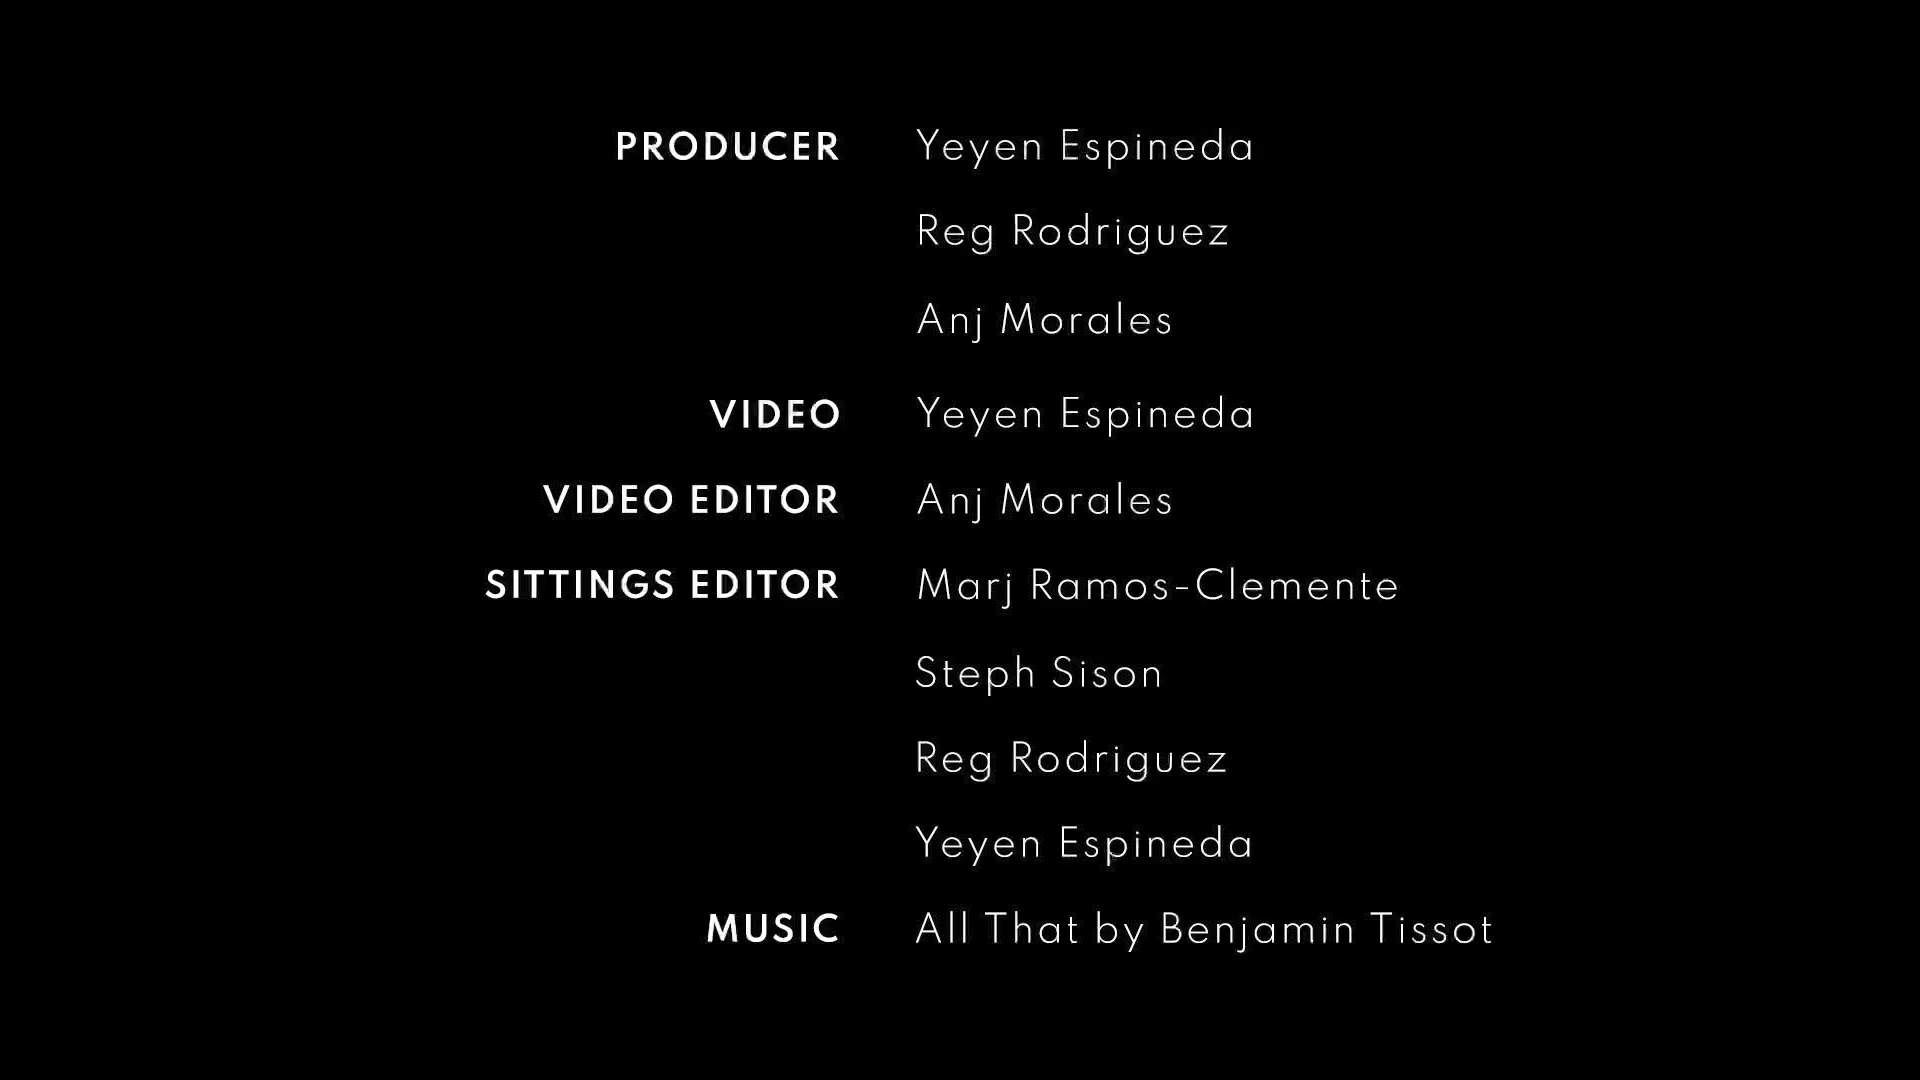 PRODUCER Yeyen Espineda
Reg Rodriguez
Anj Morales
VIDEO Yeyen Espineda
VIDEO EDITOR Anj Morales
SITTINGS EDITOR Marj Ramos-Clemente
Steph Sison
Reg Rodriguez
Yeyen Espineda
MUSIC All That by Benjamin Tissot